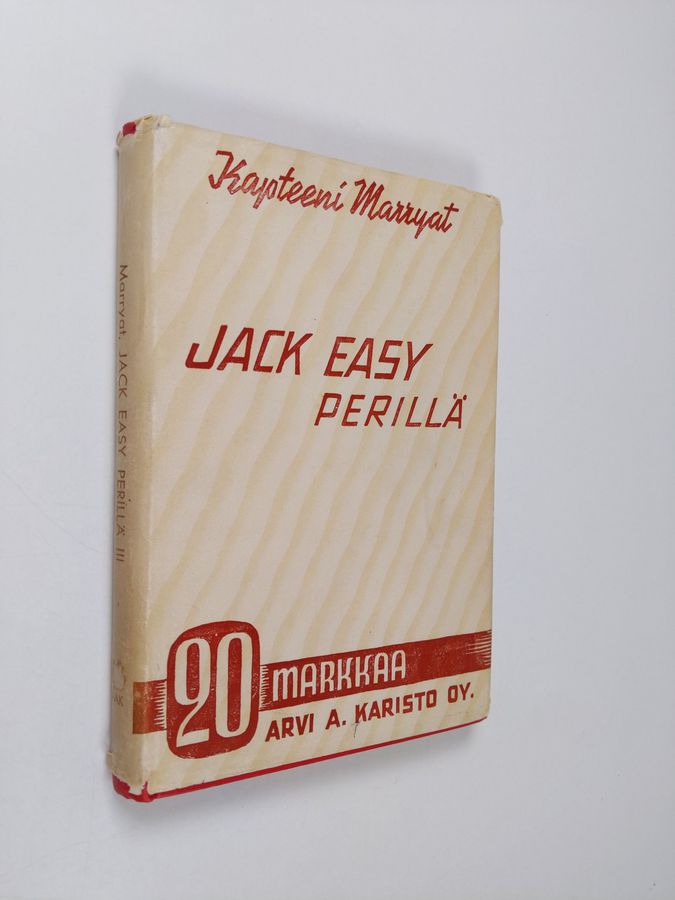 Kapteeni Marryat
JACK EASY
PERILLÄ
20 MARKKAA
ARVI A. KARISTO OY.
Marryat, JACK EASY PERILLÄ III